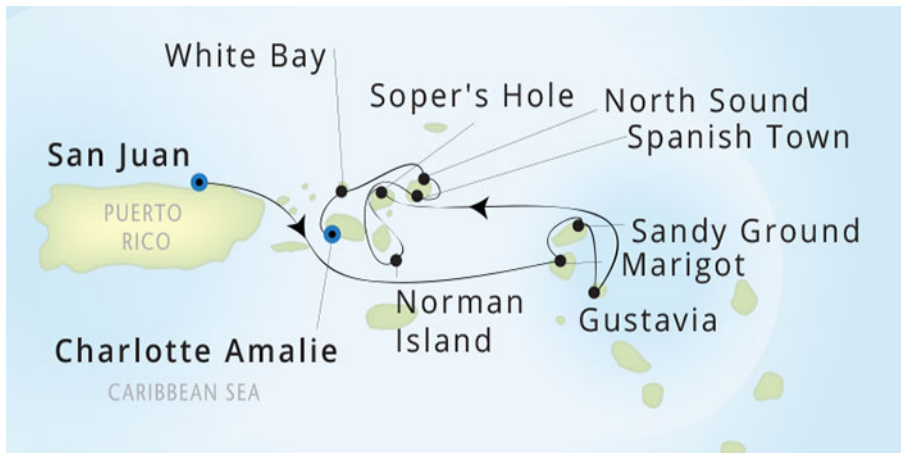 White Bay
Soper's Hole
North Sound
Spanish Town
San Juan
PUERTO
RICO
Sandy Ground
Marigot
Norman
Island
Gustavia
Charlotte Amalie
CARIBBEAN SEA